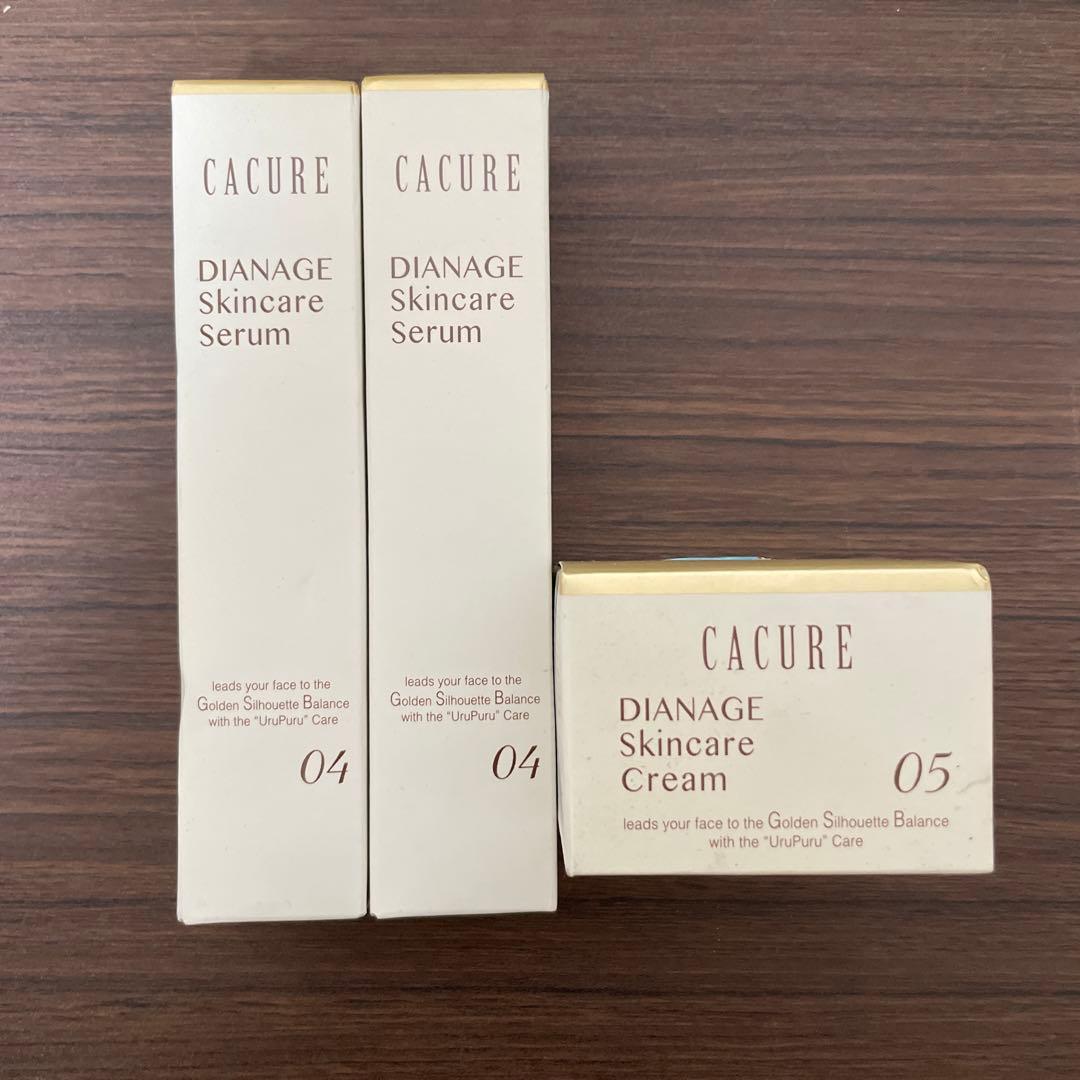 CACURE
DIANAGE
Skincare
Serum
leads your face to the
Golden Silhouette Balance
with the "UruPuru" Care
04
CACURE
DIANAGE
Skincare
Serum
leads your face to the
Golden Silhouette Balance
with the "UruPuru" Care
04
CACURE
DIANAGE
Skincare
Cream
05
leads your face to the Golden Silhouette Balance
with the "UruPuru" Care